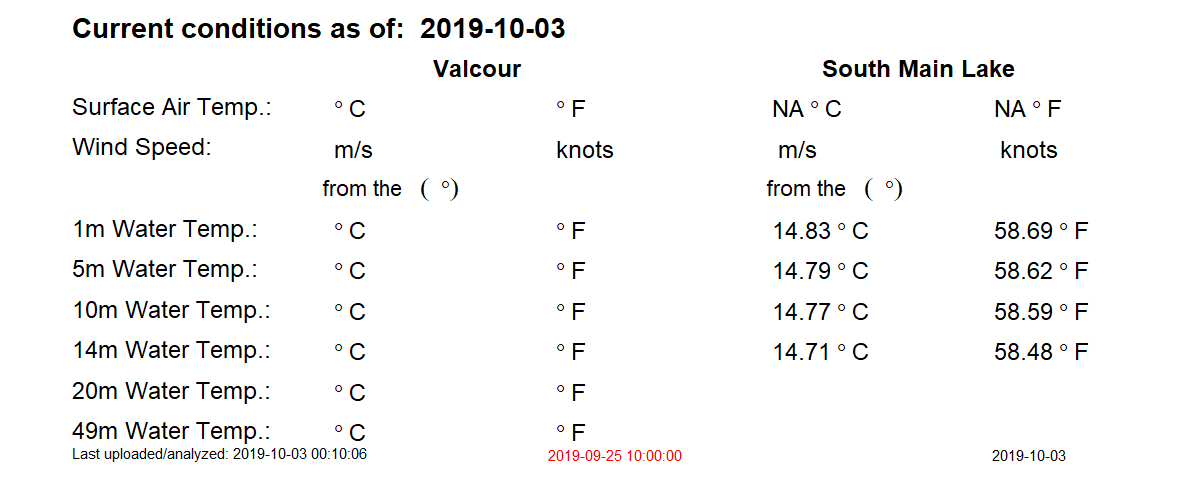 Current conditions as of: 2019-10-03
Valcour South Main Lake
Surface Air Temp.: ° C ° F NA ° C NA ° F
Wind Speed: m/s knots m/s knots
from the ( °) from the ( °)
1m Water Temp.: ° C ° F 14.83 ° C 58.69 ° F
5m Water Temp.: ° C ° F 14.79 ° C 58.62 ° F
10m Water Temp.: ° C ° F 14.77 ° C 58.59 ° F
14m Water Temp.: ° C ° F 14.71 ° C 58.48 ° F
20m Water Temp.: ° C ° F
49m Water Temp.: ° C ° F
Last uploaded/analyzed: 2019-10-03 00:10:06 2019-09-25 10:00:00 2019-10-03